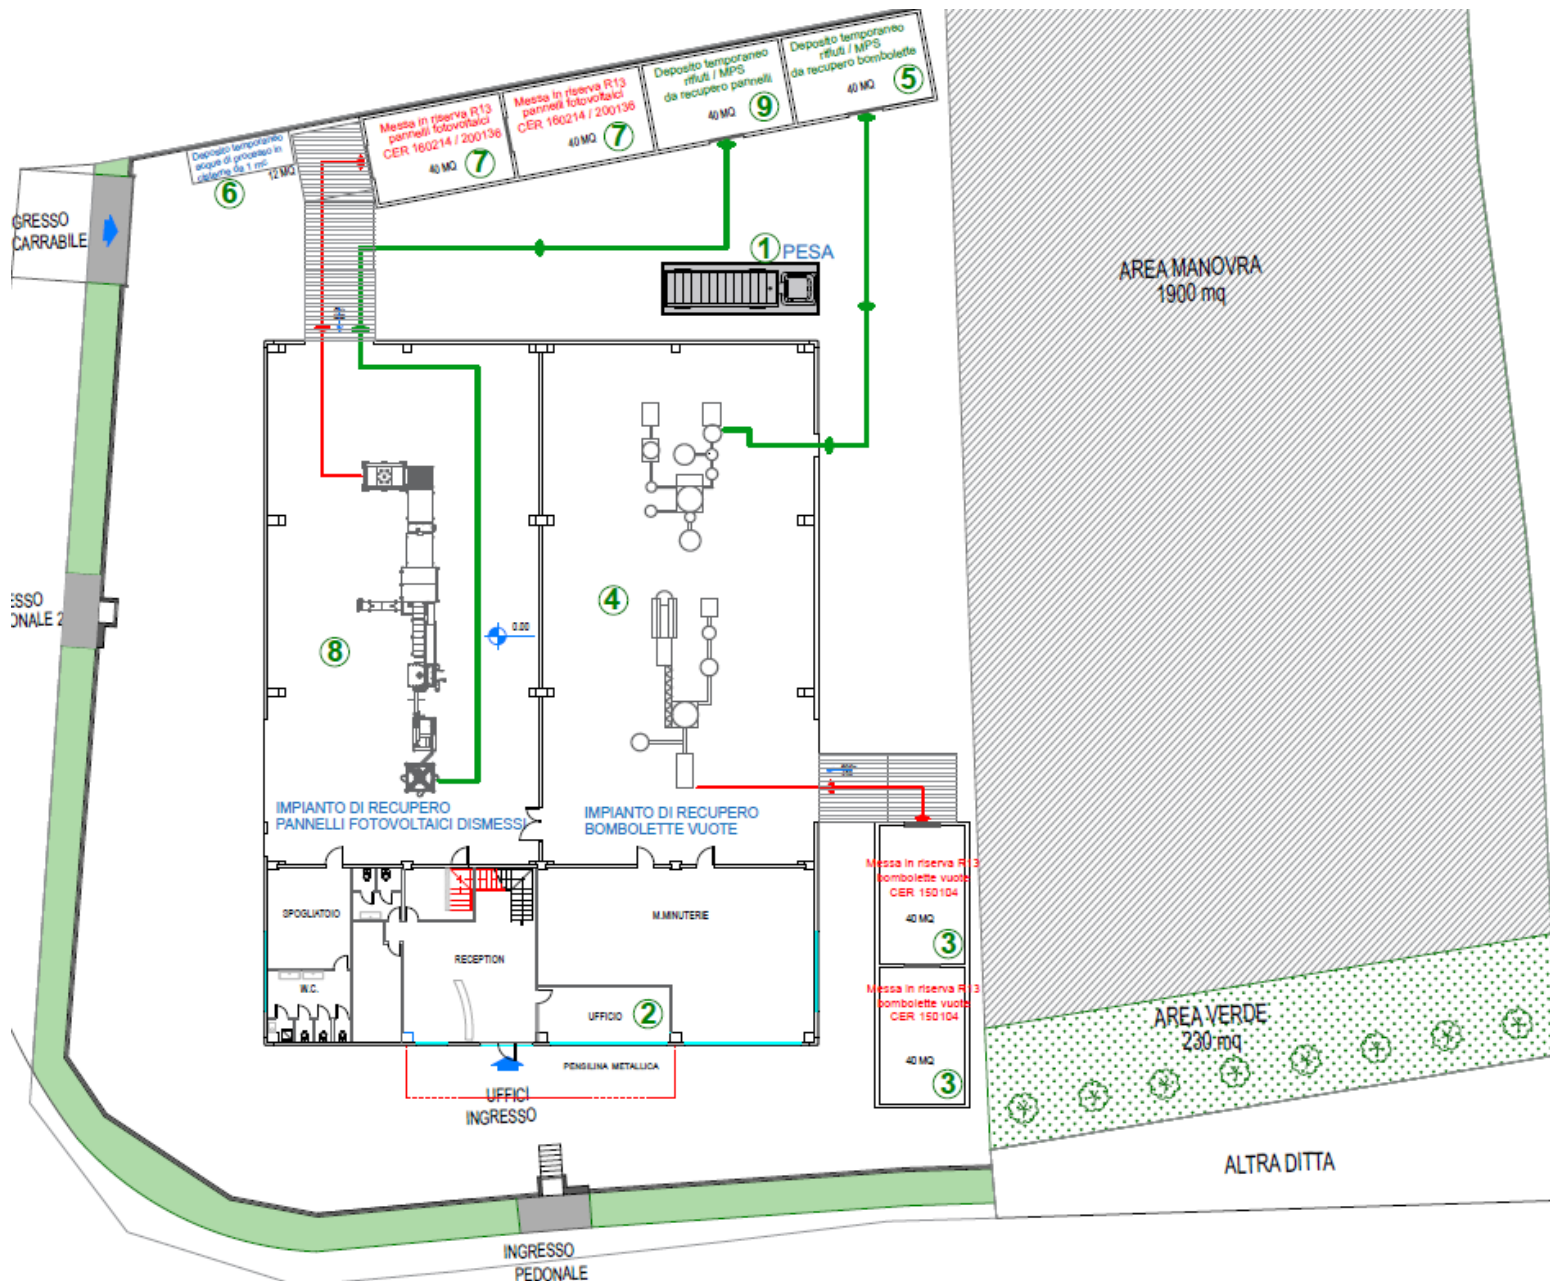 Deposito temporaneo
rifiuti / MPS
da recupero bombolette
40 MQ
5
Deposito temporaneo
rifiuti / MPS
da recupero pannelli
40 MQ
9
Messa in riserva R13
pannelli fotovoltaici
CER 160214 / 200136
40 MQ
7
Messa in riserva R13
pannelli fotovoltaici
CER 160214 / 200136
40 MQ
7
Deposito temporaneo
acque di processo in
cisterne da 1 mc
12 MQ
6
GRESSO
CARRABILE
1 PESA
AREA MANOVRA
1900 mq
ESSO
ONALE 2
4
8
0.00
IMPIANTO DI RECUPERO
PANNELLI FOTOVOLTAICI DISMESSI
IMPIANTO DI RECUPERO
BOMBOLETTE VUOTE
Messa in riserva R13
bombolette vuote
CER 150104
40 MQ
3
SPOGLIATOIO
M.MINUTERIE
RECEPTION
W.C.
UFFICIO
2
Messa in riserva R13
bombolette vuote
CER 150104
40 MQ
3
AREA VERDE
230 mq
PENSILINA METALLICA
UFFICI
INGRESSO
ALTRA DITTA
INGRESSO
PEDONALE